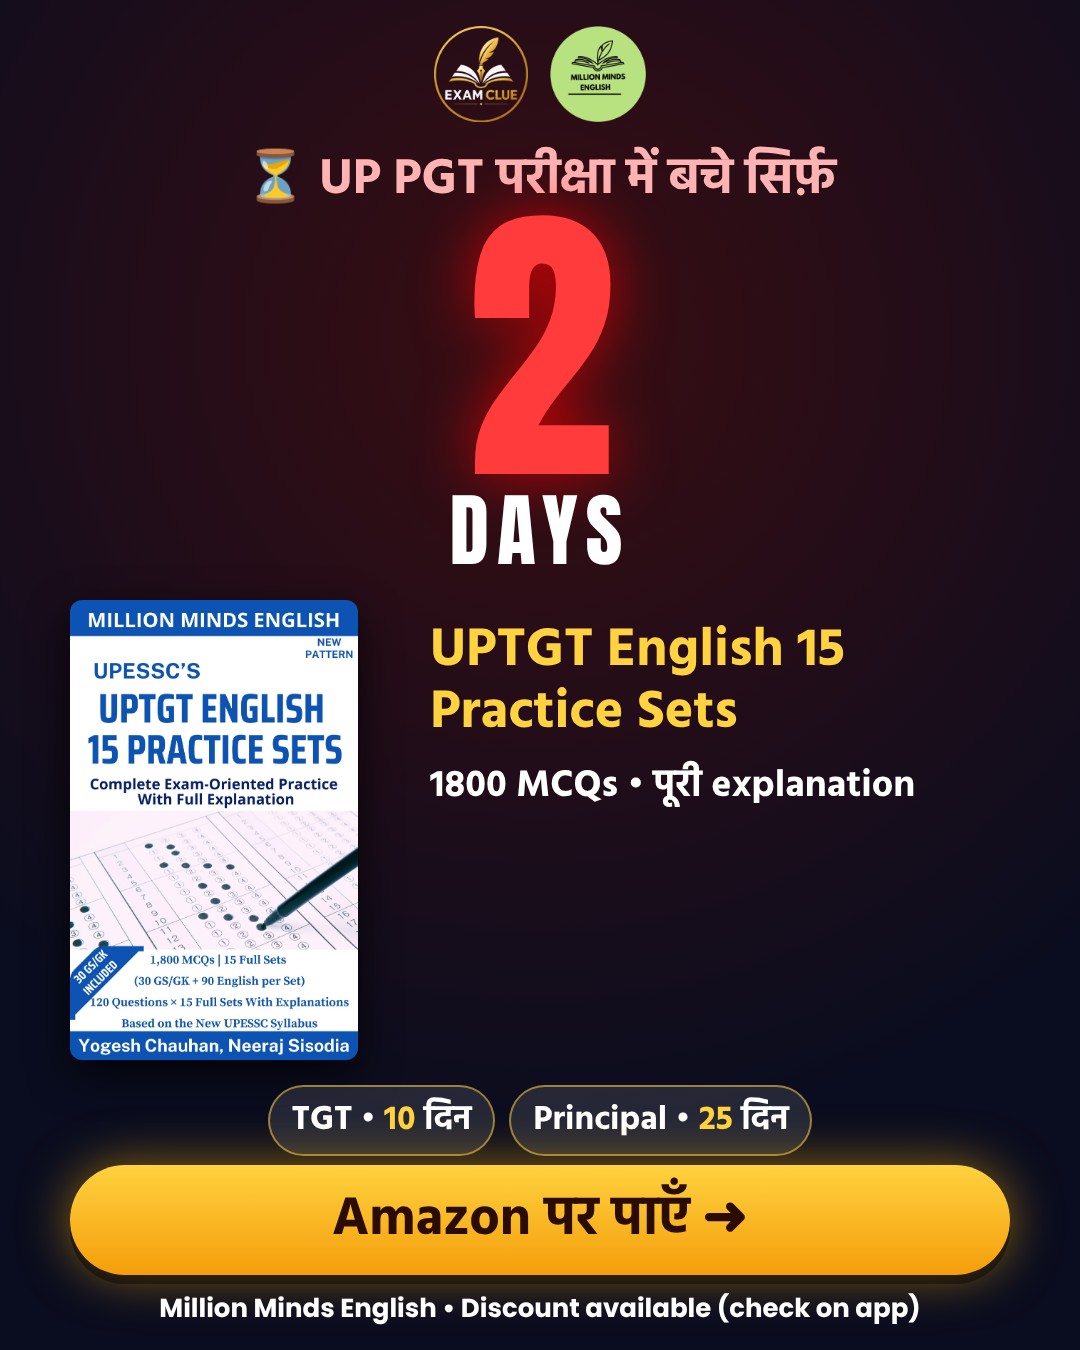 EXAM CLUE
MILLION MINDS
ENGLISH
⏳ UP PGT परीक्षा में बचे सिर्फ़
2
DAYS
MILLION MINDS ENGLISH
NEW
PATTERN
UPESSC'S
UPTGT ENGLISH
15 PRACTICE SETS
Complete Exam-Oriented Practice
With Full Explanation
30 GS/GK
INCLUDED
1,800 MCQs | 15 Full Sets
(30 GS/GK + 90 English per Set)
120 Questions × 15 Full Sets With Explanations
Based on the New UPESSC Syllabus
Yogesh Chauhan, Neeraj Sisodia
UPTGT English 15
Practice Sets
1800 MCQs • पूरी explanation
TGT • 10 दिन
Principal • 25 दिन
Amazon पर पाएँ ➜
Million Minds English • Discount available (check on app)